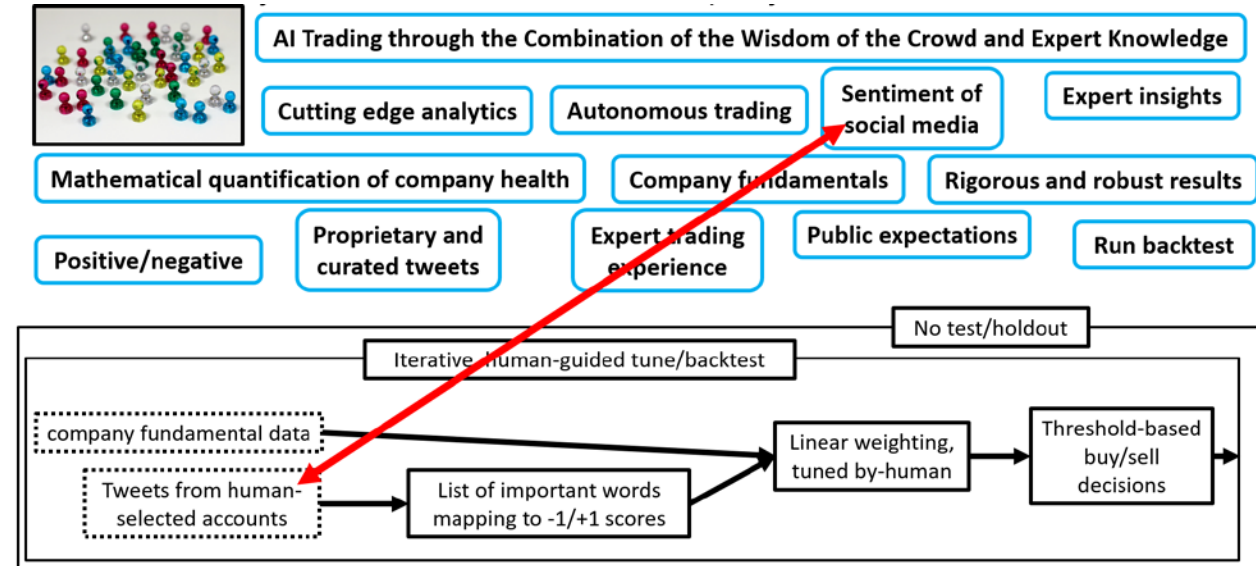 AI Trading through the Combination of the Wisdom of the Crowd and Expert Knowledge
Cutting edge analytics
Autonomous trading
Sentiment of
social media
Expert insights
Mathematical quantification of company health
Company fundamentals
Rigorous and robust results
Positive/negative
Proprietary and
curated tweets
Expert trading
experience
Public expectations
Run backtest
No test/holdout
Iterative, human-guided tune/backtest
company fundamental data
Tweets from human-
selected accounts
List of important words
mapping to -1/+1 scores
Linear weighting,
tuned by-human
Threshold-based
buy/sell
decisions